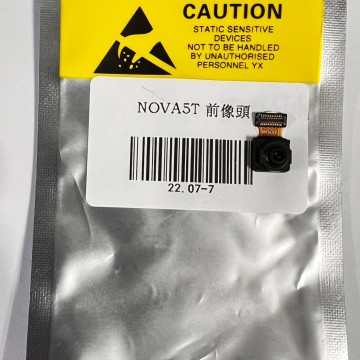 CAUTION
STATIC SENSITIVE
DEVICES
NOT TO BE HANDLED
BY UNAUTHORISED
PERSONNEL YX
NOVA5T 前像頭
22.07-7